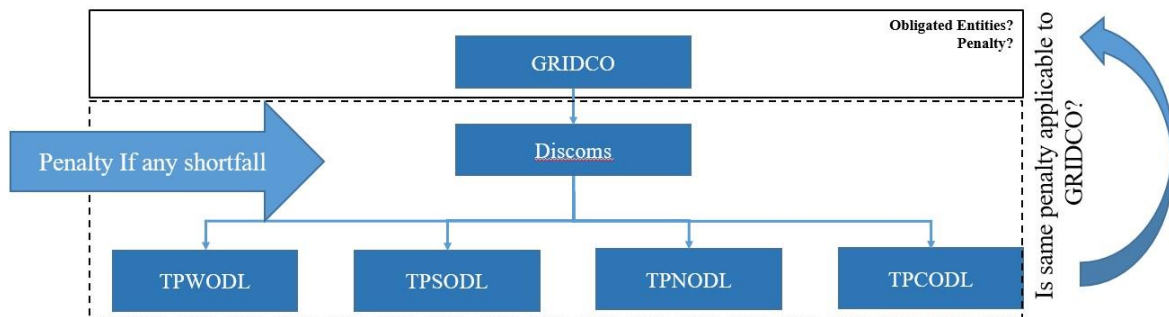 Obligated Entities?
Penalty?
GRIDCO
Discoms
Penalty If any shortfall
TPWODL
TPSODL
TPNODL
TPCODL
Is same penalty applicable to
GRIDCO?